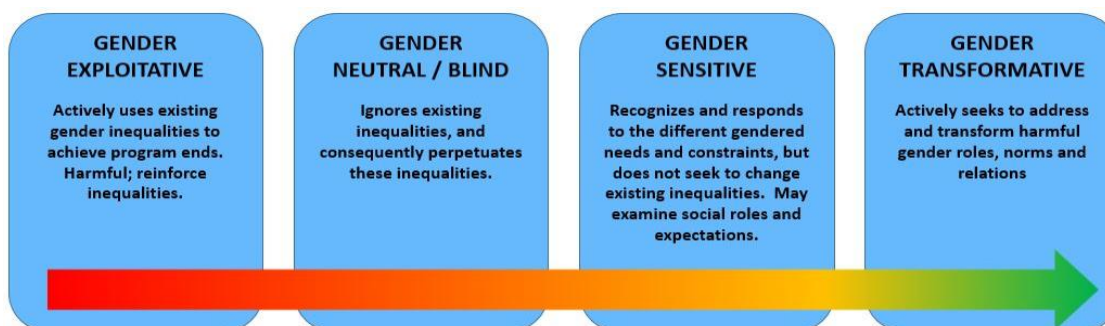 GENDER
EXPLOITATIVE
Actively uses existing
gender inequalities to
achieve program ends.
Harmful; reinforce
inequalities.
GENDER
NEUTRAL / BLIND
Ignores existing
inequalities, and
consequently perpetuates
these inequalities.
GENDER
SENSITIVE
Recognizes and responds
to the different gendered
needs and constraints, but
does not seek to change
existing inequalities. May
examine social roles and
expectations.
GENDER
TRANSFORMATIVE
Actively seeks to address
and transform harmful
gender roles, norms and
relations